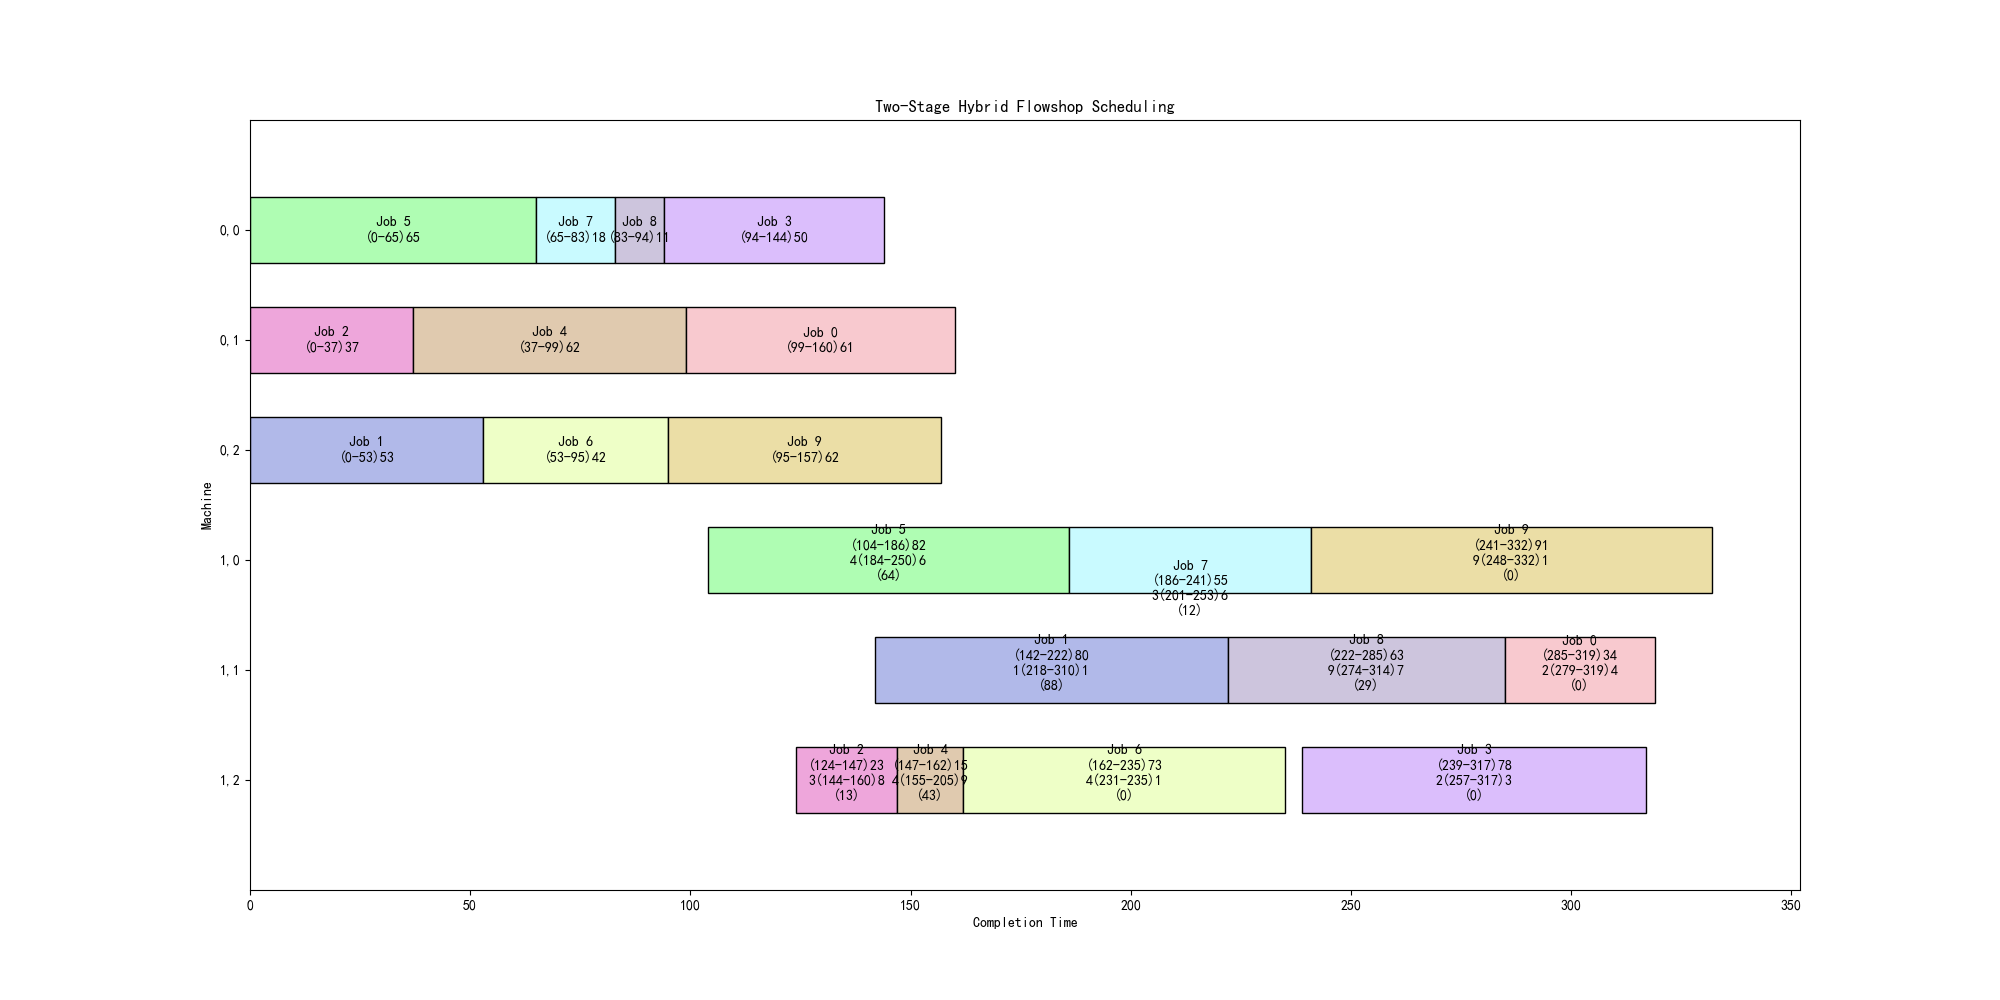 Two-Stage Hybrid Flowshop Scheduling
0,0
Job 5
(0-65)65
Job 7
(65-83)18
Job 8
(83-94)11
Job 3
(94-144)50
0,1
Job 2
(0-37)37
Job 4
(37-99)62
Job 0
(99-160)61
0,2
Job 1
(0-53)53
Job 6
(53-95)42
Job 9
(95-157)62
Machine
1,0
Job 5
(104-186)82
4(184-250)6
(64)
Job 7
(186-241)55
3(201-253)6
(12)
Job 9
(241-332)91
9(248-332)1
(0)
1,1
Job 1
(142-222)80
1(218-310)1
(88)
Job 8
(222-285)63
9(274-314)7
(29)
Job 0
(285-319)34
2(279-319)4
(0)
1,2
Job 2
(124-147)23
3(144-160)8
(13)
Job 4
(147-162)15
4(155-205)9
(43)
Job 6
(162-235)73
4(231-235)1
(0)
Job 3
(239-317)78
2(257-317)3
(0)
0
50
100
150
200
250
300
350
Completion Time